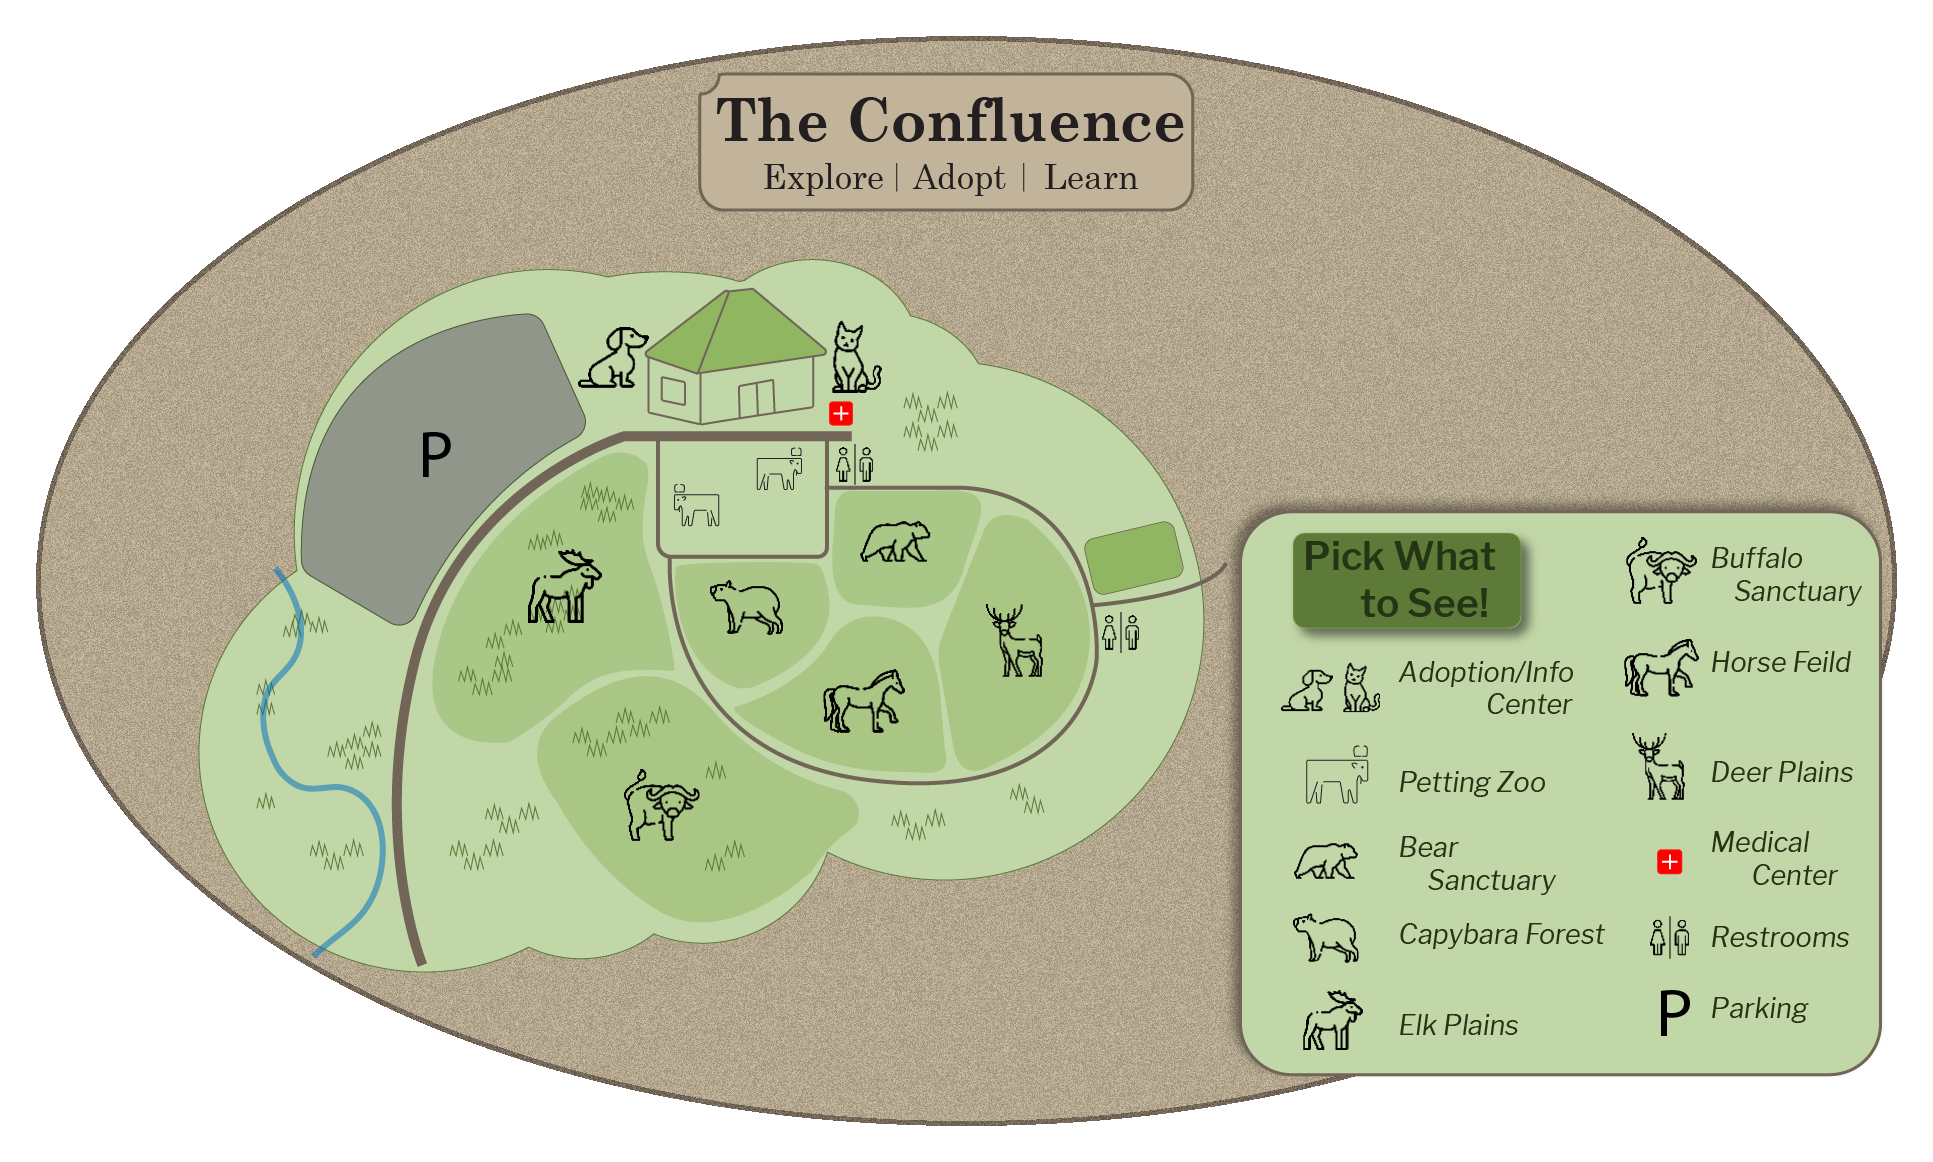 The Confluence
Explore | Adopt | Learn
P
Pick What
to See!
Adoption/Info
Center
Petting Zoo
Bear
Sanctuary
Capybara Forest
Elk Plains
Buffalo
Sanctuary
Horse Feild
Deer Plains
Medical
Center
Restrooms
P
Parking